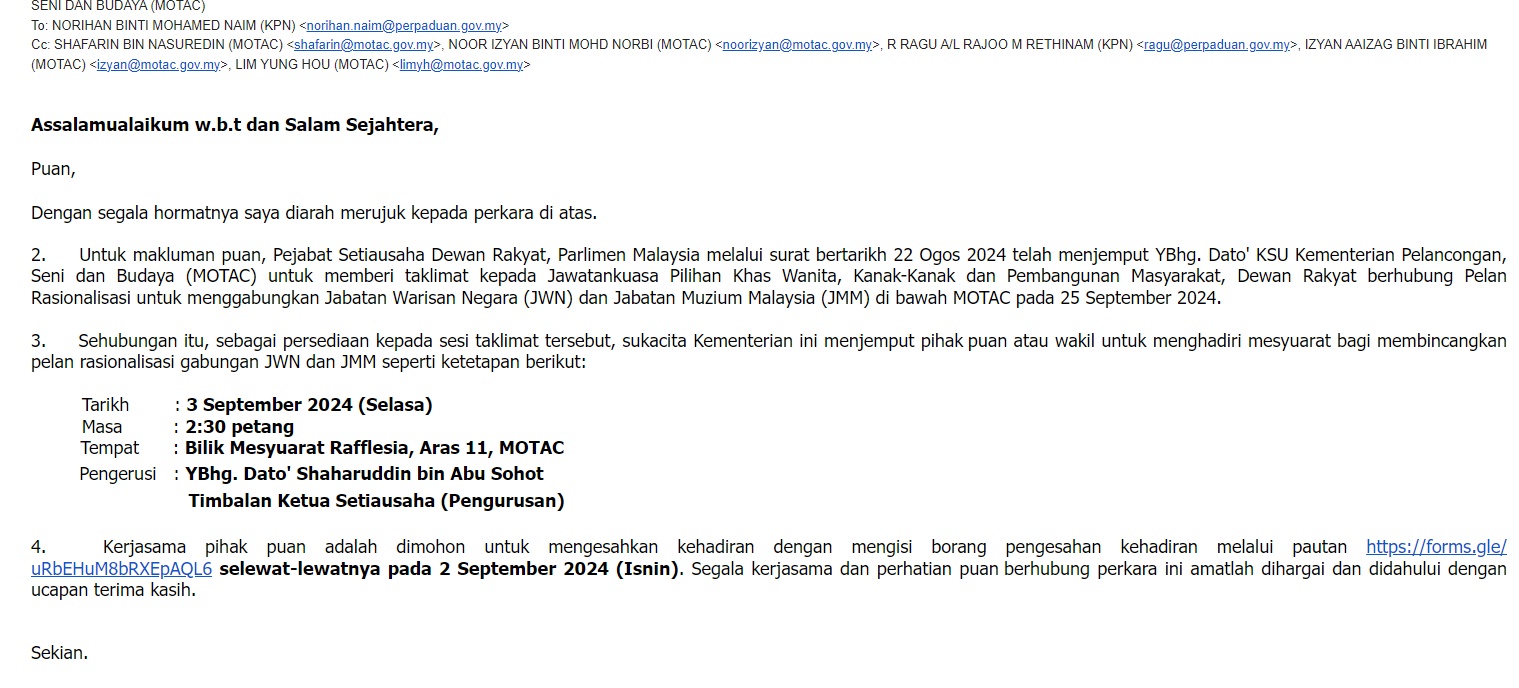 SENI DAN BUDAYA (MOTAC)
To: NORIHAN BINTI MOHAMED NAIM (KPN) <norihan.naim@perpaduan.gov.my>
Cc: SHAFARIN BIN NASUREDIN (MOTAC) <shafarin@motac.gov.my>, NOOR IZYAN BINTI MOHD NORBI (MOTAC) <noorizyan@motac.gov.my>, R RAGU A/L RAJOO M RETHINAM (KPN) <ragu@perpaduan.gov.my>, IZYAN AAIZAG BINTI IBRAHIM
(MOTAC) <izyan@motac.gov.my>, LIM YUNG HOU (MOTAC) <limyh@motac.gov.my>
Assalamualaikum w.b.t dan Salam Sejahtera,
Puan,
Dengan segala hormatnya saya diarah merujuk kepada perkara di atas.
2. Untuk makluman puan, Pejabat Setiausaha Dewan Rakyat, Parlimen Malaysia melalui surat bertarikh 22 Ogos 2024 telah menjemput YBhg. Dato' KSU Kementerian Pelancongan,
Seni dan Budaya (MOTAC) untuk memberi taklimat kepada Jawatankuasa Pilihan Khas Wanita, Kanak-Kanak dan Pembangunan Masyarakat, Dewan Rakyat berhubung Pelan
Rasionalisasi untuk menggabungkan Jabatan Warisan Negara (JWN) dan Jabatan Muzium Malaysia (JMM) di bawah MOTAC pada 25 September 2024.
3. Sehubungan itu, sebagai persediaan kepada sesi taklimat tersebut, sukacita Kementerian ini menjemput pihak puan atau wakil untuk menghadiri mesyuarat bagi membincangkan
pelan rasionalisasi gabungan JWN dan JMM seperti ketetapan berikut:
Tarikh : 3 September 2024 (Selasa)
Masa : 2:30 petang
Tempat : Bilik Mesyuarat Rafflesia, Aras 11, MOTAC
Pengerusi : YBhg. Dato' Shaharuddin bin Abu Sohot
Timbalan Ketua Setiausaha (Pengurusan)
4. Kerjasama pihak puan adalah dimohon untuk mengesahkan kehadiran dengan mengisi borang pengesahan kehadiran melalui pautan https://forms.gle/
uRbEHuM8bRXEpAQL6 selewat-lewatnya pada 2 September 2024 (Isnin). Segala kerjasama dan perhatian puan berhubung perkara ini amatlah dihargai dan didahului dengan
ucapan terima kasih.
Sekian.